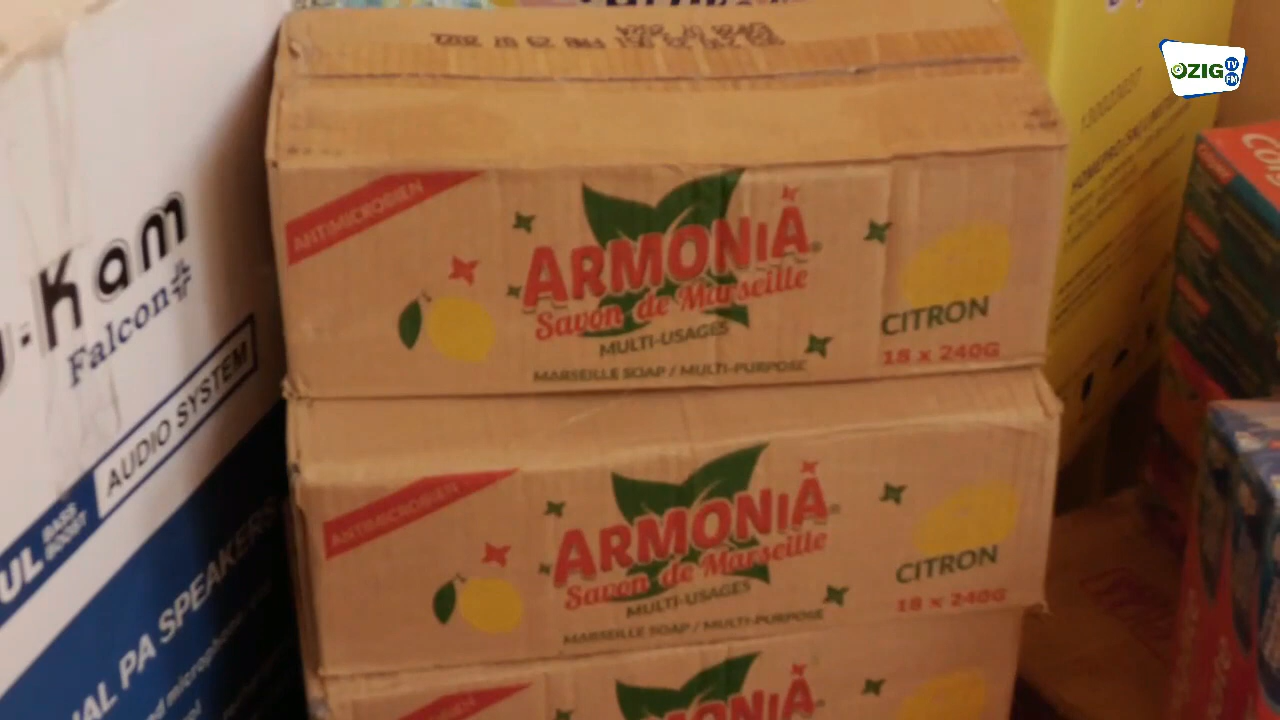 OZIG TV FM
Kam
Falcon+
AUDIO SYSTEM
BASS
BOOST
PA SPEAKERS
ANTIMICROBIEN
ARMONIA
Savon de Marseille
MULTI-USAGES
MARSEILLE SOAP / MULTI-PURPOSE
CITRON
18 x 240G
ANTIMICROBIEN
ARMONIA
Savon de Marseille
MULTI-USAGES
MARSEILLE SOAP / MULTI-PURPOSE
CITRON
18 x 240G
ARMONIA